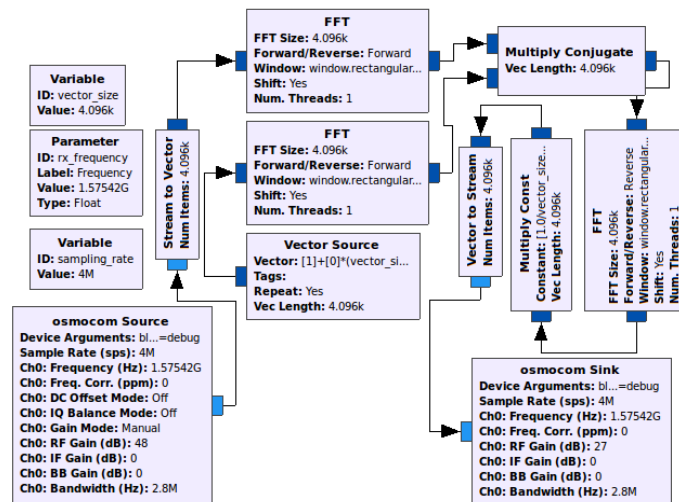 FFT
FFT Size: 4.096k
Forward/Reverse: Forward
Window: window.rectangular...
Shift: Yes
Num. Threads: 1
Multiply Conjugate
Vec Length: 4.096k
Variable
ID: vector_size
Value: 4.096k
Parameter
ID: rx_frequency
Label: Frequency
Value: 1.57542G
Type: Float
Variable
ID: sampling_rate
Value: 4M
Stream to Vector
Num Items: 4.096k
FFT
FFT Size: 4.096k
Forward/Reverse: Forward
Window: window.rectangular...
Shift: Yes
Num. Threads: 1
Vector Source
Vector: [1]+[0]*(vector_si...
Tags:
Repeat: Yes
Vec Length: 4.096k
Vector to Stream
Num Items: 4.096k
Multiply Const
Constant: [1.0/vector_size...
Vec Length: 4.096k
FFT
FFT Size: 4.096k
Forward/Reverse: Reverse
Window: window.rectangular...
Shift: Yes
Num. Threads: 1
osmocom Source
Device Arguments: bl...=debug
Sample Rate (sps): 4M
Ch0: Frequency (Hz): 1.57542G
Ch0: Freq. Corr. (ppm): 0
Ch0: DC Offset Mode: Off
Ch0: IQ Balance Mode: Off
Ch0: Gain Mode: Manual
Ch0: RF Gain (dB): 48
Ch0: IF Gain (dB): 0
Ch0: BB Gain (dB): 0
Ch0: Bandwidth (Hz): 2.8M
osmocom Sink
Device Arguments: bl...=debug
Sample Rate (sps): 4M
Ch0: Frequency (Hz): 1.57542G
Ch0: Freq. Corr. (ppm): 0
Ch0: RF Gain (dB): 27
Ch0: IF Gain (dB): 0
Ch0: BB Gain (dB): 0
Ch0: Bandwidth (Hz): 2.8M